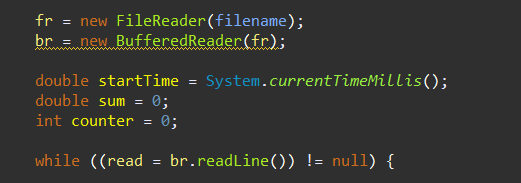 fr = new FileReader(filename);
br = new BufferedReader(fr);
double startTime = System.currentTimeMillis();
double sum = 0;
int counter = 0;
while ((read = br.readLine()) != null) {